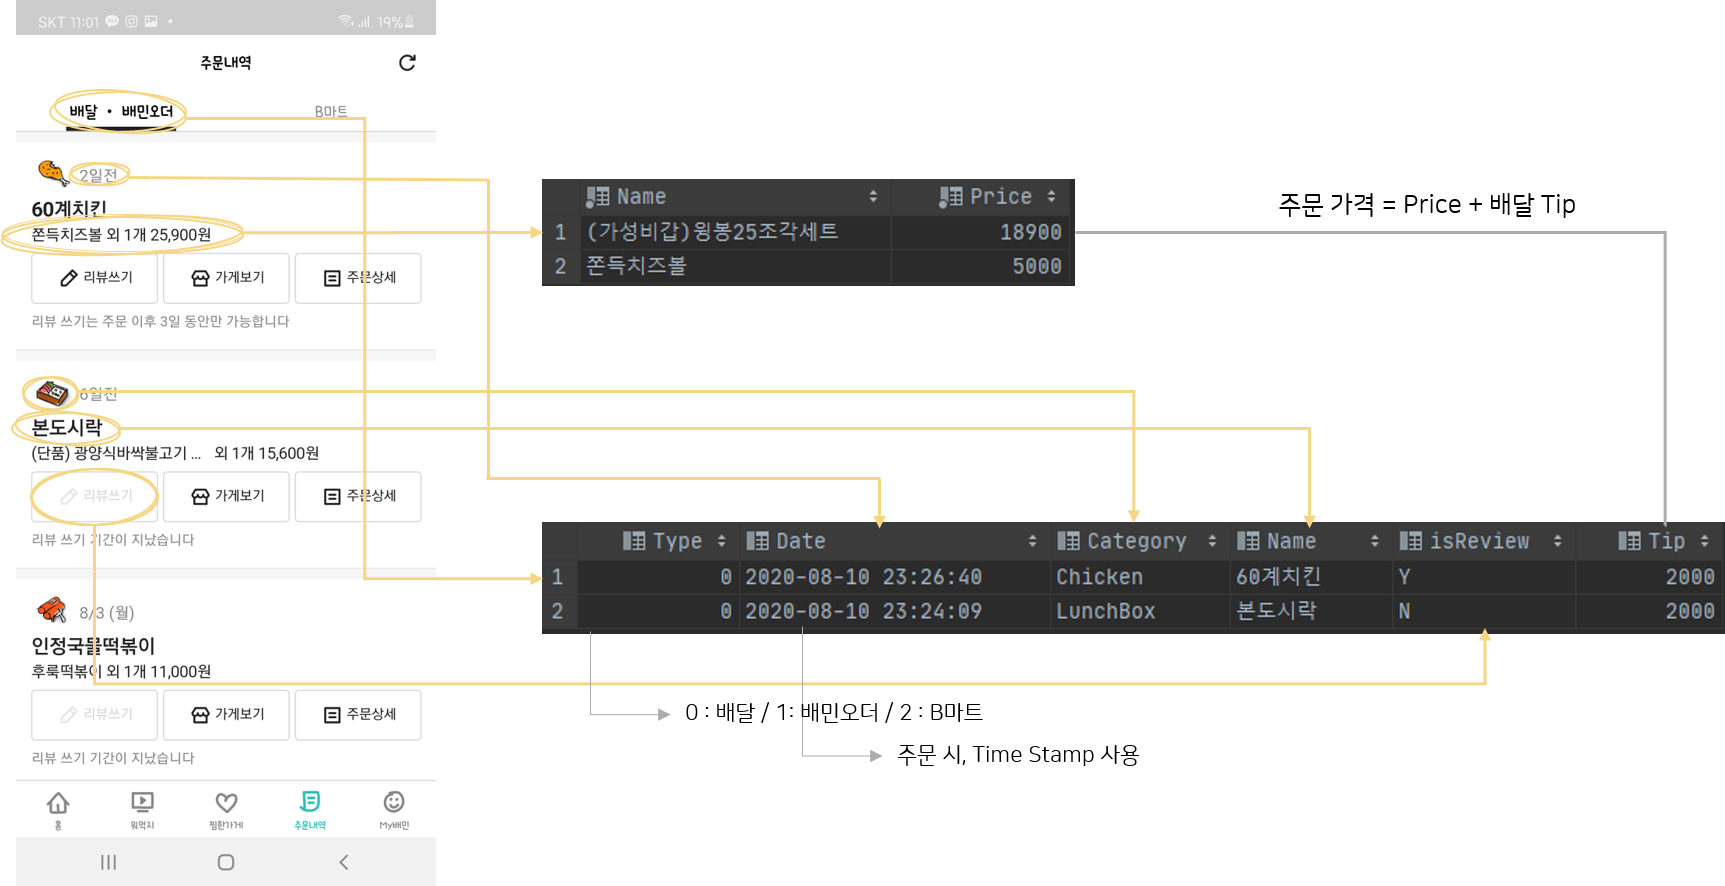 SKT 11:01
19%
주문내역
배달 • 배민오더
B마트
2일전
60계치킨
쫀득치즈볼 외 1개 25,900원
리뷰쓰기
가게보기
주문상세
리뷰 쓰기는 주문 이후 3일 동안만 가능합니다
6일전
본도시락
(단품) 광양식바싹불고기 ... 외 1개 15,600원
리뷰쓰기
가게보기
주문상세
리뷰 쓰기 기간이 지났습니다
8/3 (월)
인정국물떡볶이
후룩떡볶이 외 1개 11,000원
리뷰쓰기
가게보기
주문상세
리뷰 쓰기 기간이 지났습니다
홈
뭐먹지
찜한가게
주문내역
My배민
Name Price
1 (가성비갑)윙봉25조각세트 18900
2 쫀득치즈볼 5000
주문 가격 = Price + 배달 Tip
Type Date Category Name isReview Tip
1 0 2020-08-10 23:26:40 Chicken 60계치킨 Y 2000
2 0 2020-08-10 23:24:09 LunchBox 본도시락 N 2000
0 : 배달 / 1: 배민오더 / 2 : B마트
주문 시, Time Stamp 사용